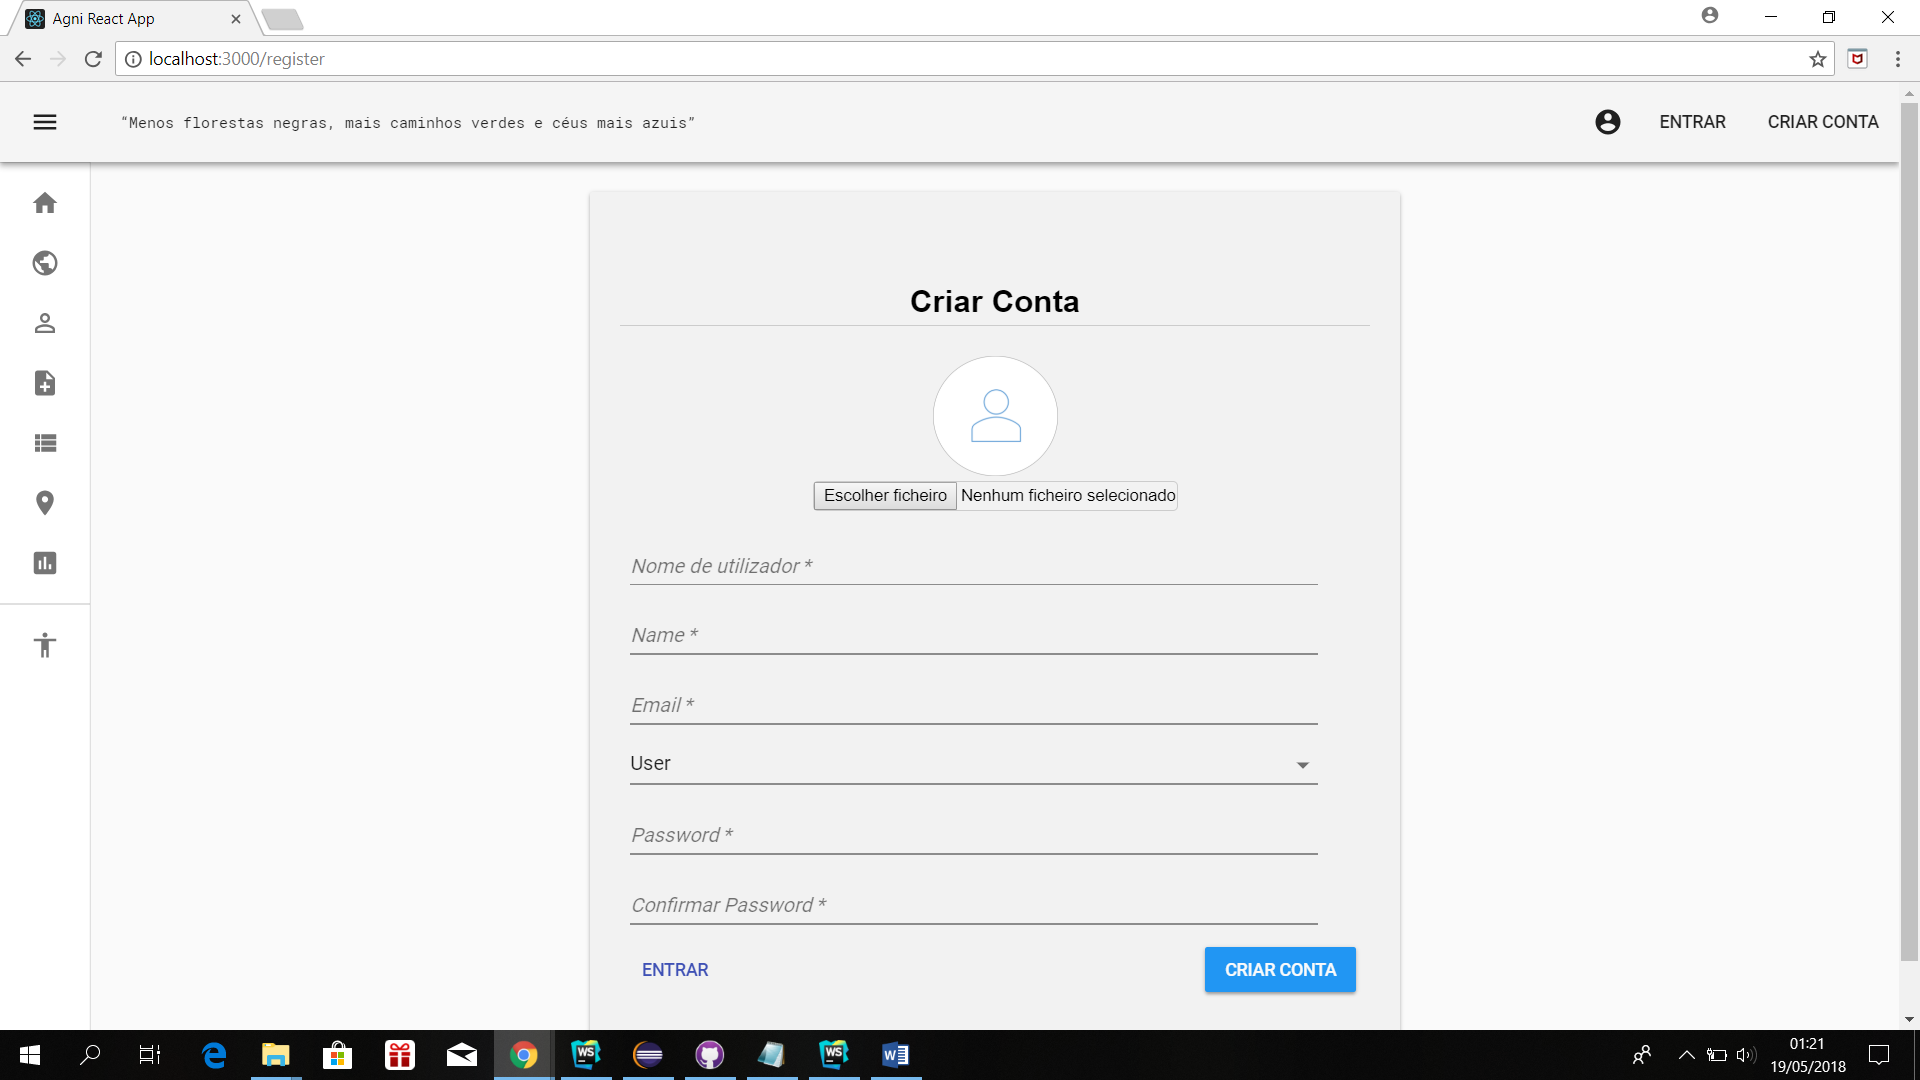 Agni React App
localhost:3000/register
“Menos florestas negras, mais caminhos verdes e céus mais azuis”
ENTRAR
CRIAR CONTA
Criar Conta
Escolher ficheiro Nenhum ficheiro selecionado
Nome de utilizador *
Name *
Email *
User
Password *
Confirmar Password *
ENTRAR
CRIAR CONTA
WS
WS
W
01:21
19/05/2018